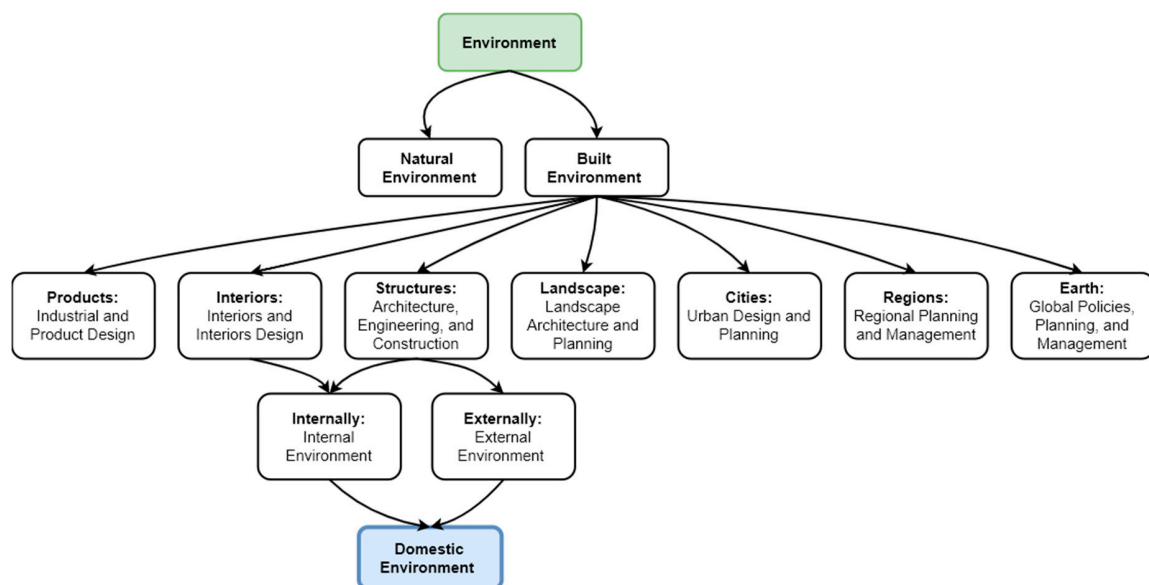 Environment
Natural
Environment
Built
Environment
Products:
Industrial and
Product Design
Interiors:
Interiors and
Interiors Design
Structures:
Architecture,
Engineering, and
Construction
Landscape:
Landscape
Architecture and
Planning
Cities:
Urban Design and
Planning
Regions:
Regional Planning
and Management
Earth:
Global Policies,
Planning, and
Management
Internally:
Internal
Environment
Externally:
External
Environment
Domestic
Environment